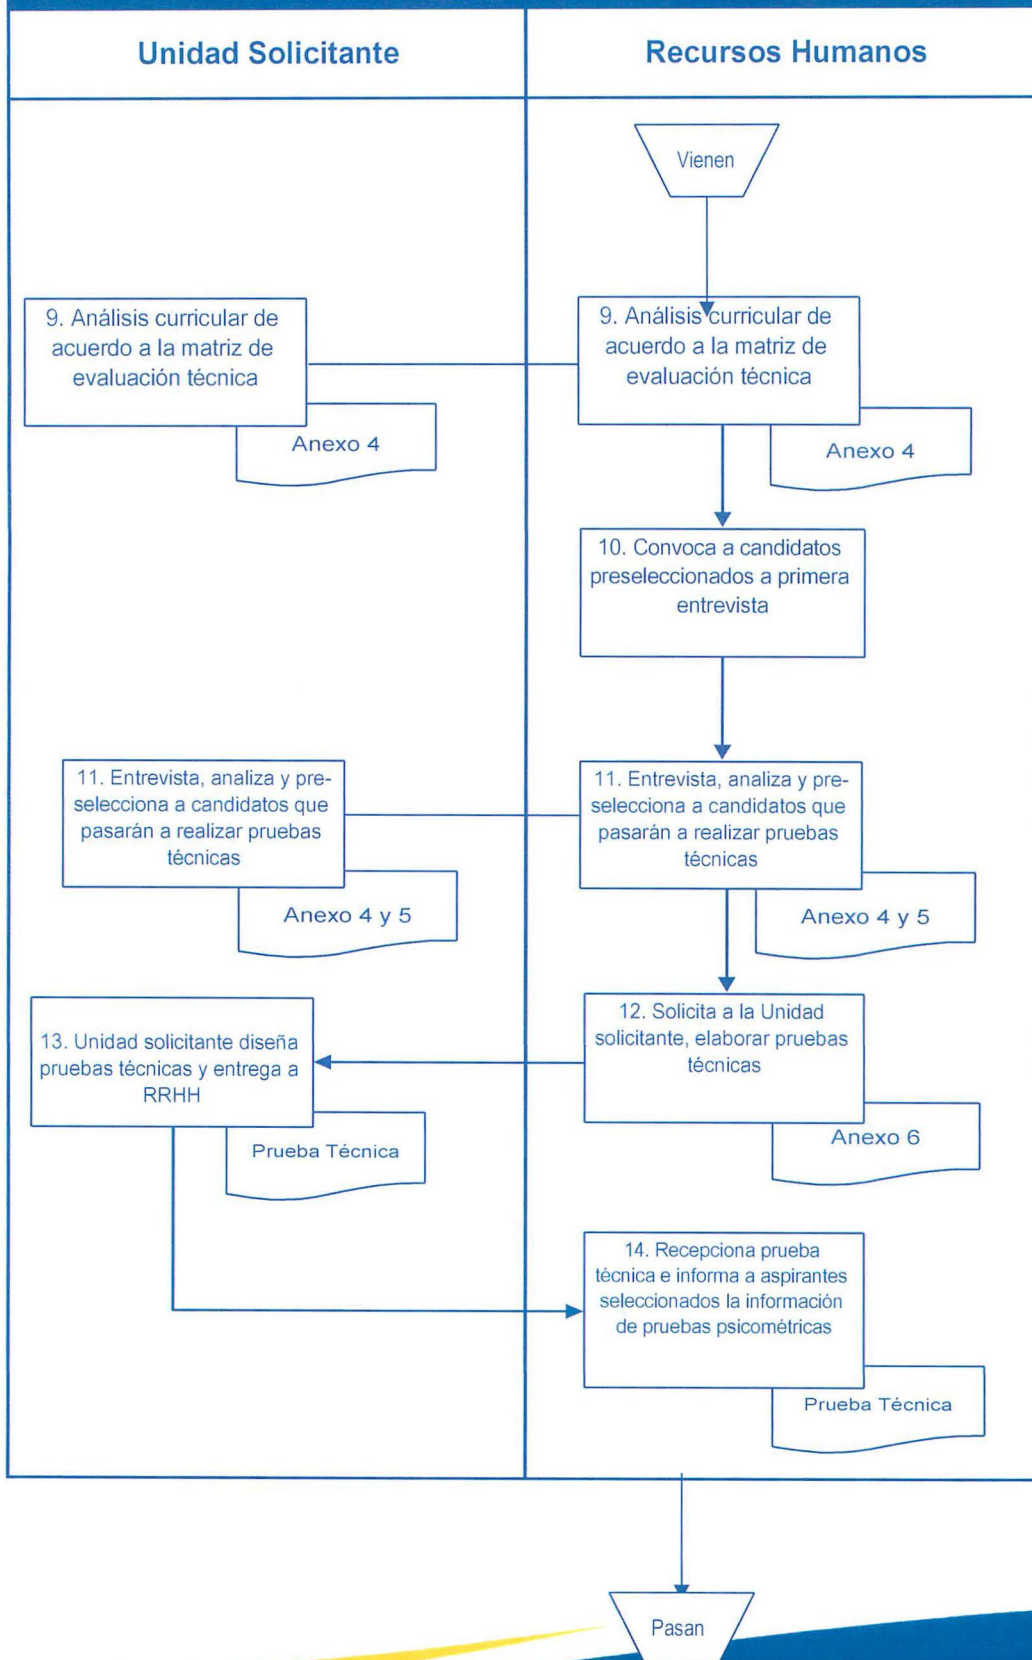 Unidad Solicitante
Recursos Humanos
Vienen
9. Análisis curricular de
acuerdo a la matriz de
evaluación técnica
Anexo 4
9. Análisis curricular de
acuerdo a la matriz de
evaluación técnica
Anexo 4
10. Convoca a candidatos
preseleccionados a primera
entrevista
11. Entrevista, analiza y pre-
selecciona a candidatos que
pasarán a realizar pruebas
técnicas
Anexo 4 y 5
11. Entrevista, analiza y pre-
selecciona a candidatos que
pasarán a realizar pruebas
técnicas
Anexo 4 y 5
12. Solicita a la Unidad
solicitante, elaborar pruebas
técnicas
Anexo 6
13. Unidad solicitante diseña
pruebas técnicas y entrega a
RRHH
Prueba Técnica
14. Recepciona prueba
técnica e informa a aspirantes
seleccionados la información
de pruebas psicométricas
Prueba Técnica
Pasan